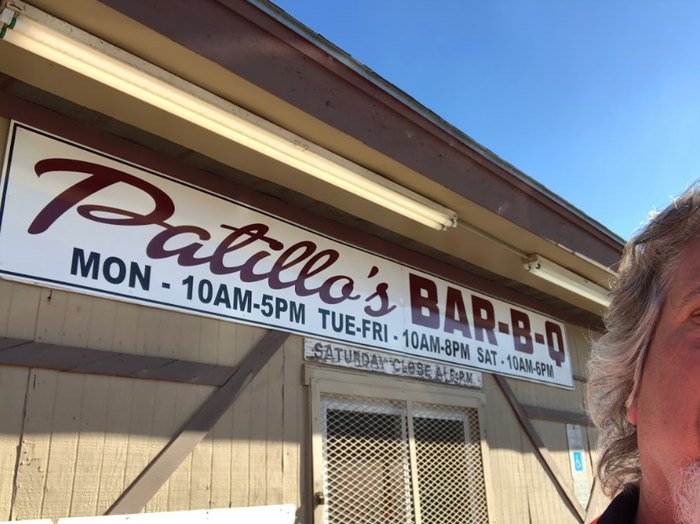 Patillo's BAR-B-Q
MON - 10AM-5PM TUE-FRI - 10AM-8PM SAT - 10AM-6PM
SATURDAY CLOSE At 6:P.M.